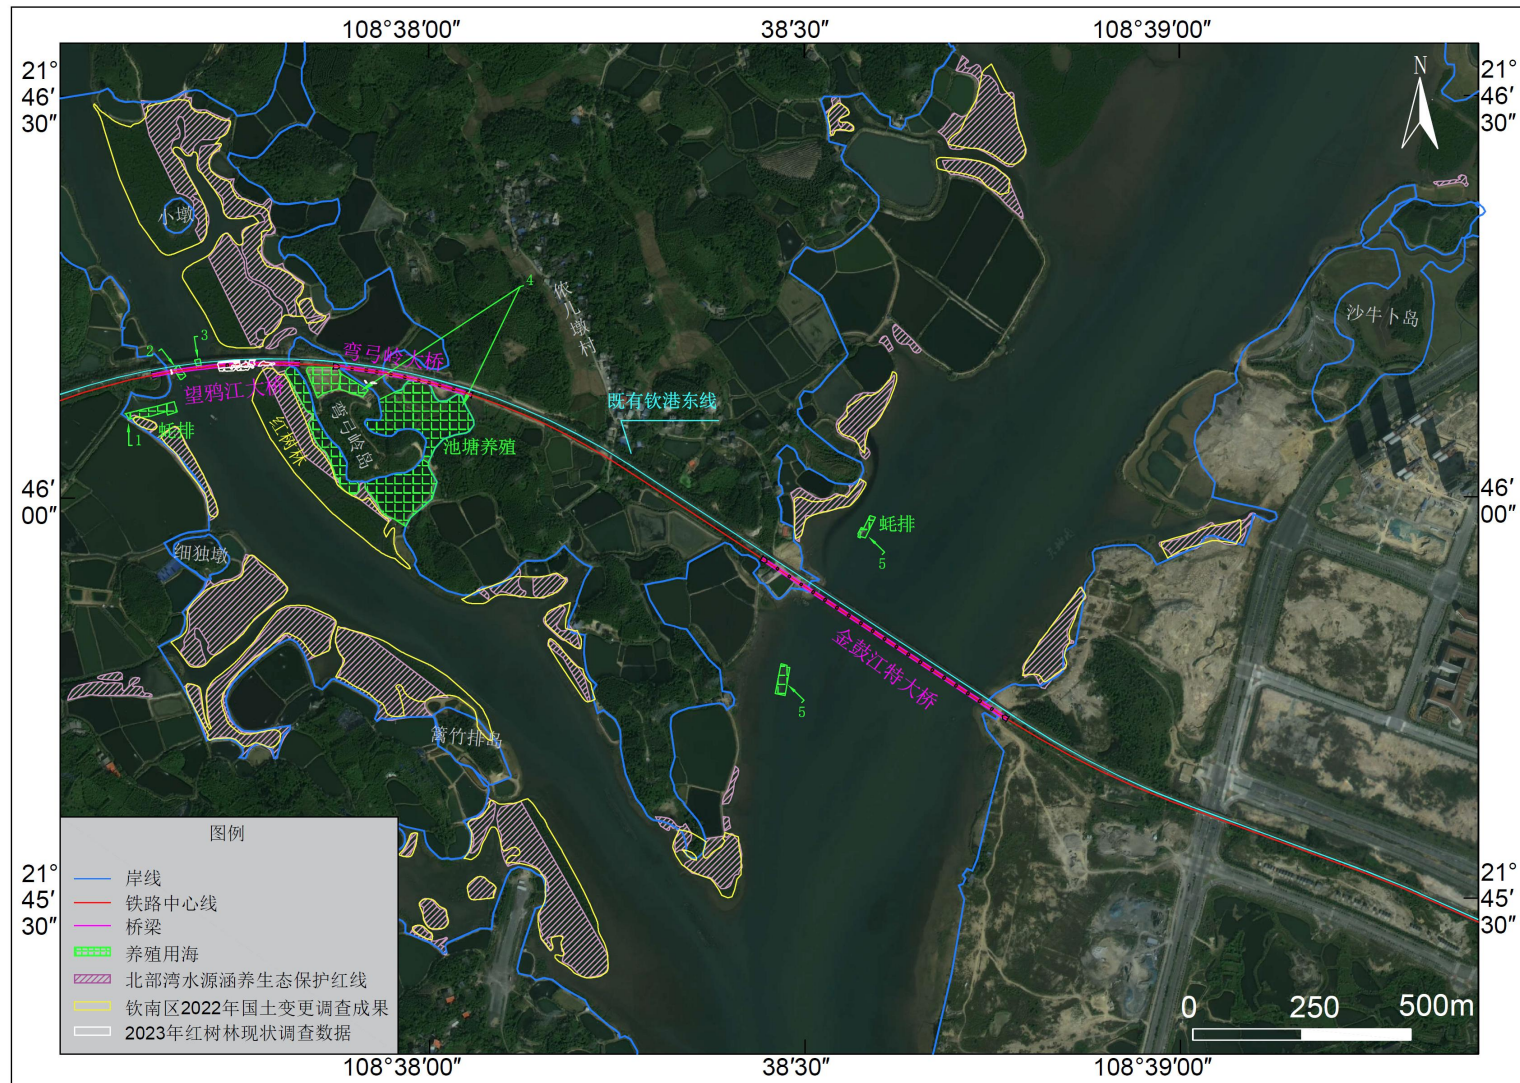 108°38′00″
38′30″
108°39′00″
21°
46′
30″
21°
46′
30″
N
小墩
4
依儿墩村
沙牛卜岛
2
3
弯弓岭大桥
望鸦江大桥
既有钦港东线
1
蚝排
红树林
弯弓岭岛
池塘养殖
46′
00″
46′
00″
蚝排
5
细独墩
金鼓江特大桥
5
篱竹排岛
图例
岸线
铁路中心线
桥梁
养殖用海
北部湾水源涵养生态保护红线
钦南区2022年国土变更调查成果
2023年红树林现状调查数据
21°
45′
30″
21°
45′
30″
0
250
500m
108°38′00″
38′30″
108°39′00″